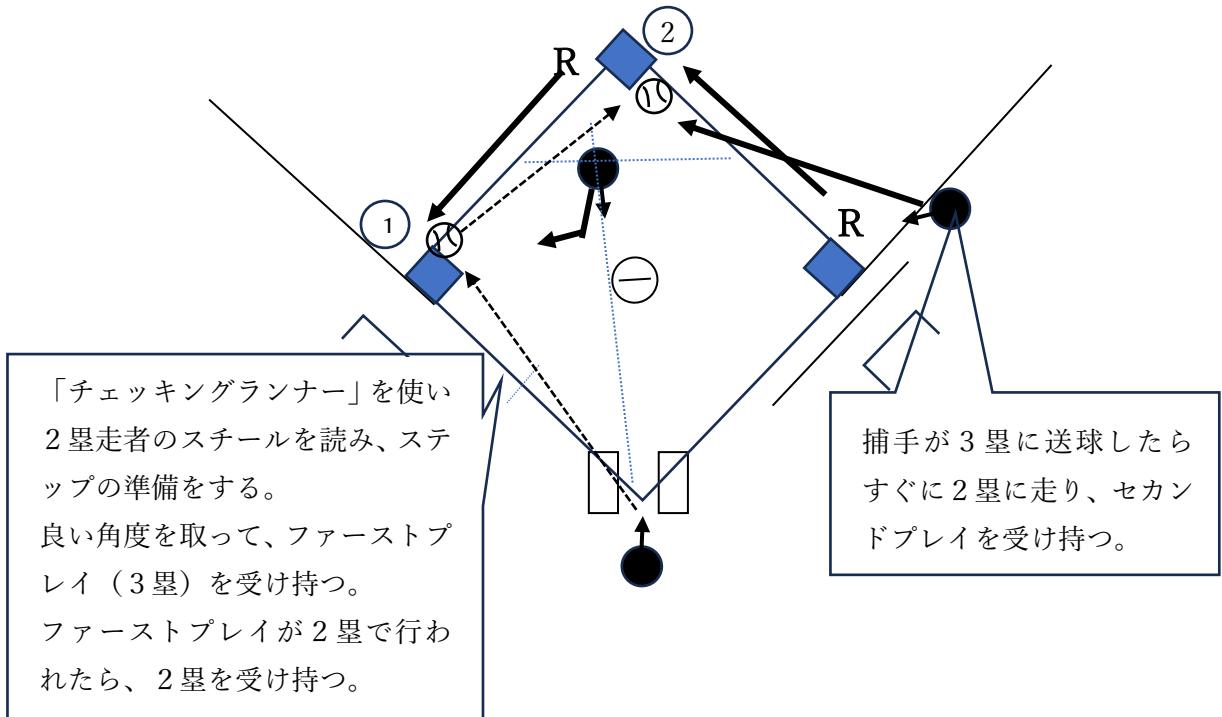 2
R
1
R
「チェッキングランナー」を使い
２塁走者のスチールを読み、ステ
ップの準備をする。
良い角度を取って、ファーストプ
レイ（３塁）を受け持つ。
ファーストプレイが２塁で行わ
れたら、２塁を受け持つ。
捕手が３塁に送球したら
すぐに２塁に走り、セカン
ドプレイを受け持つ。